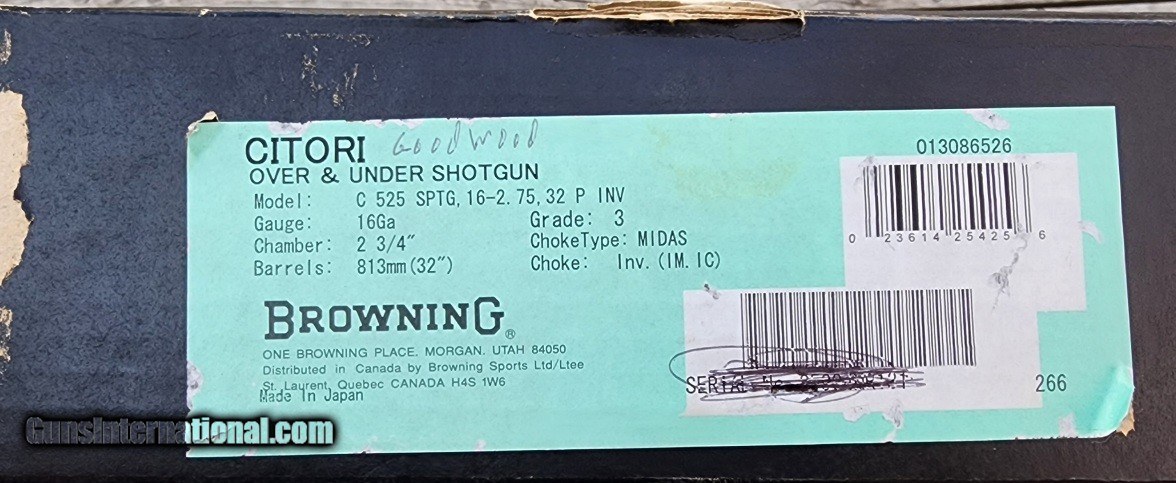 CITORI Goodwood
OVER & UNDER SHOTGUN
Model: C 525 SPTG, 16-2.75, 32 P INV
Gauge: 16Ga Grade: 3
Chamber: 2 3/4" ChokeType: MIDAS
Barrels: 813mm(32") Choke: Inv. (IM. IC)
013086526
0 23614 25425 6
BROWNING®
ONE BROWNING PLACE. MORGAN. UTAH 84050
Distributed in Canada by Browning Sports Ltd/Ltee
St. Laurent, Quebec CANADA H4S 1W6
Made In Japan
266
GunsInternational.com